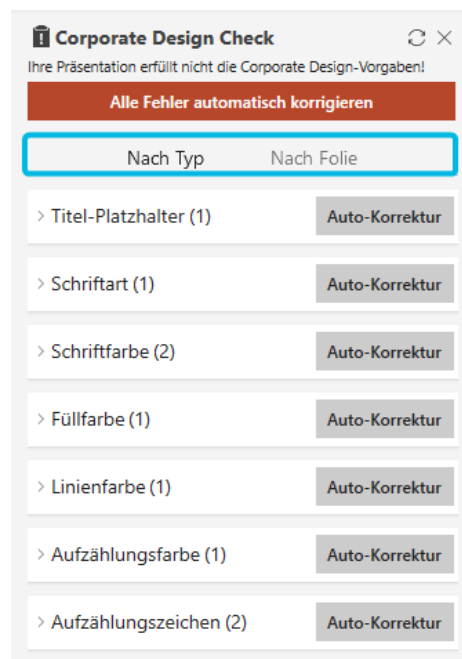 Corporate Design Check
Ihre Präsentation erfüllt nicht die Corporate Design-Vorgaben!
Alle Fehler automatisch korrigieren
Nach Typ Nach Folie
Titel-Platzhalter (1) Auto-Korrektur
Schriftart (1) Auto-Korrektur
Schriftfarbe (2) Auto-Korrektur
Füllfarbe (1) Auto-Korrektur
Linienfarbe (1) Auto-Korrektur
Aufzählungsfarbe (1) Auto-Korrektur
Aufzählungszeichen (2) Auto-Korrektur